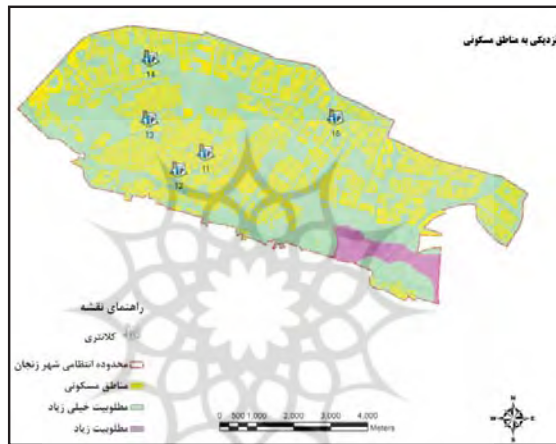 نزدیکی به مناطق مسکونی
14
13
15
11
12
راهنمای نقشه
کلانتری
محدوده انتظامی شهر زنجان
مناطق مسکونی
مطلوبیت خیلی زیاد
مطلوبیت زیاد
0 500 1,000 2,000 3,000 4,000
Meters
N
W E
S